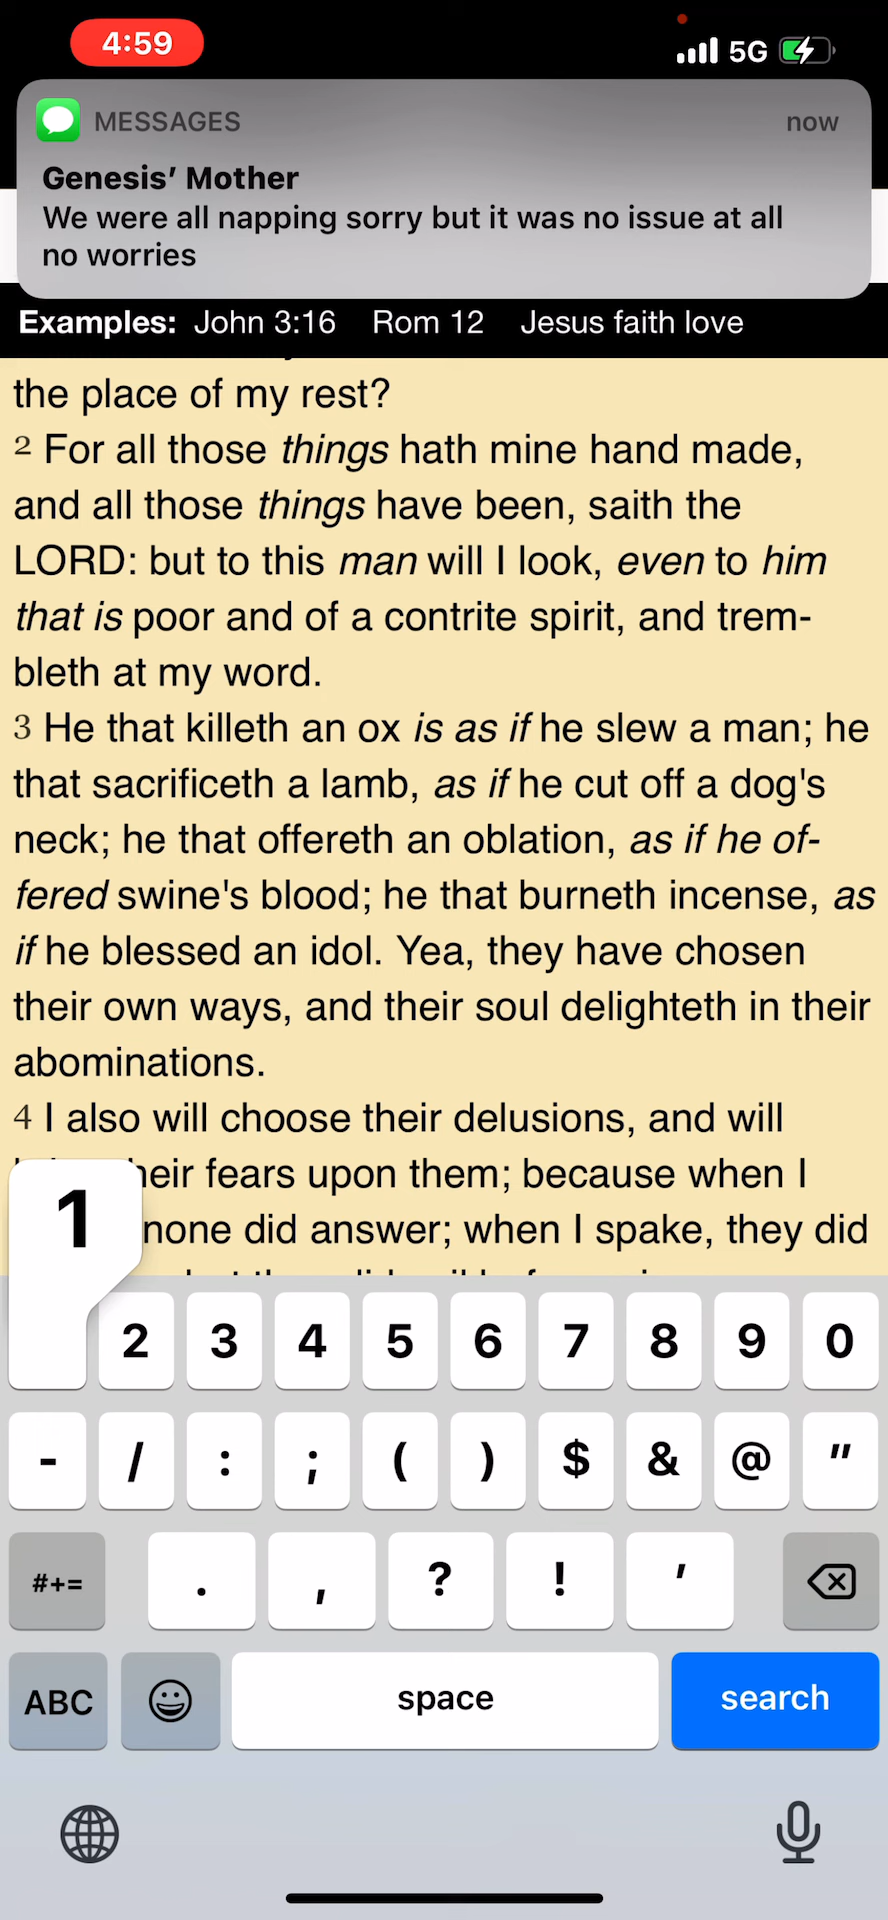 4:59
5G
MESSAGES
now
Genesis' Mother
We were all napping sorry but it was no issue at all
no worries
Examples: John 3:16 Rom 12 Jesus faith love
the place of my rest?
2 For all those things hath mine hand made,
and all those things have been, saith the
LORD: but to this man will I look, even to him
that is poor and of a contrite spirit, and trem-
bleth at my word.
3 He that killeth an ox is as if he slew a man; he
that sacrificeth a lamb, as if he cut off a dog's
neck; he that offereth an oblation, as if he of-
fered swine's blood; he that burneth incense, as
if he blessed an idol. Yea, they have chosen
their own ways, and their soul delighteth in their
abominations.
4 I also will choose their delusions, and will
fears upon them; because when I
none did answer; when I spake, they did
1
2 3 4 5 6 7 8 9 0
- / : ; ( ) $ & @ "
#+= . , ? ! '
ABC space search